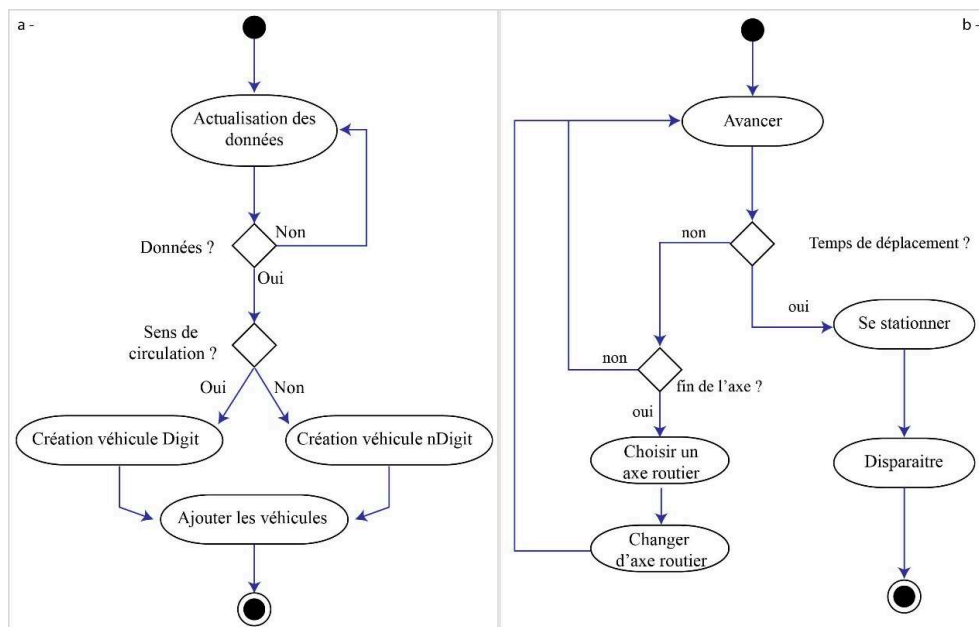 a -
Actualisation des
données
Données ?
Non
Oui
Sens de
circulation ?
Oui
Non
Création véhicule Digit
Création véhicule nDigit
Ajouter les véhicules
b -
Avancer
Temps de déplacement ?
non
oui
Se stationner
non
fin de l’axe ?
oui
Choisir un
axe routier
Disparaitre
Changer
d’axe routier